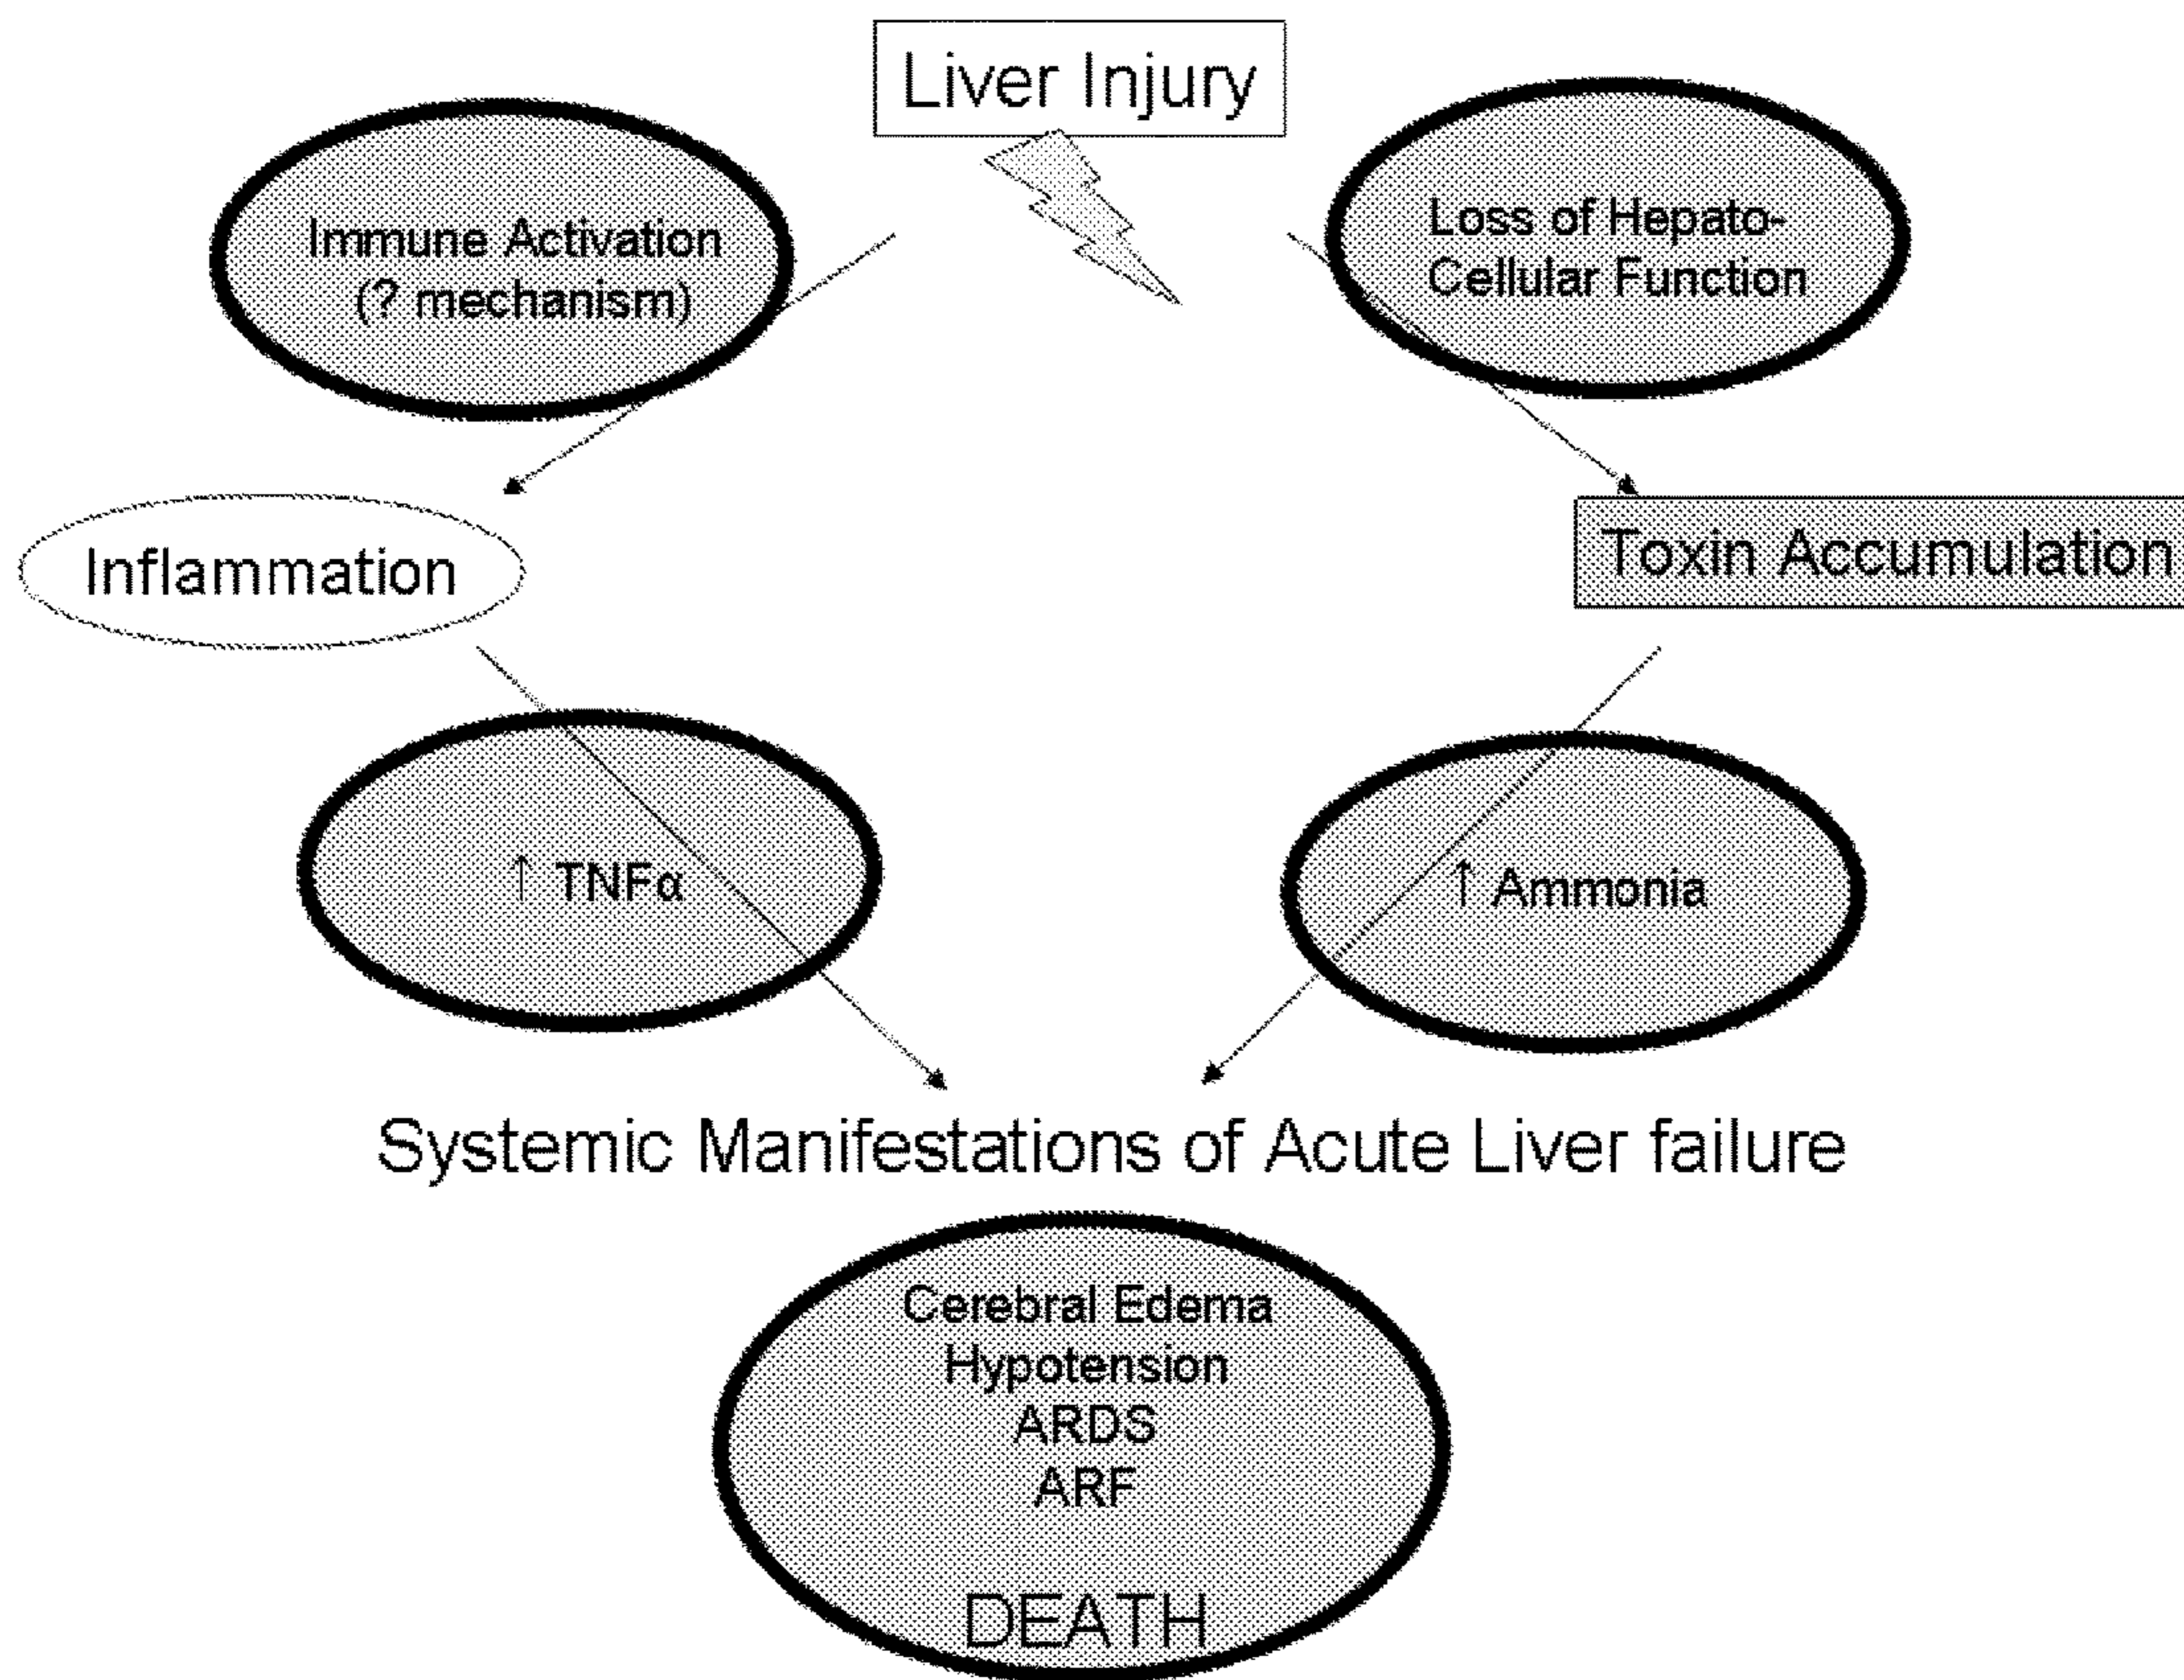 Liver Injury
Immune Activation
(? mechanism)
Loss of Hepato-
Cellular Function
Inflammation
Toxin Accumulation
↑ TNFα
↑ Ammonia
Systemic Manifestations of Acute Liver failure
Cerebral Edema
Hypotension
ARDS
ARF
DEATH